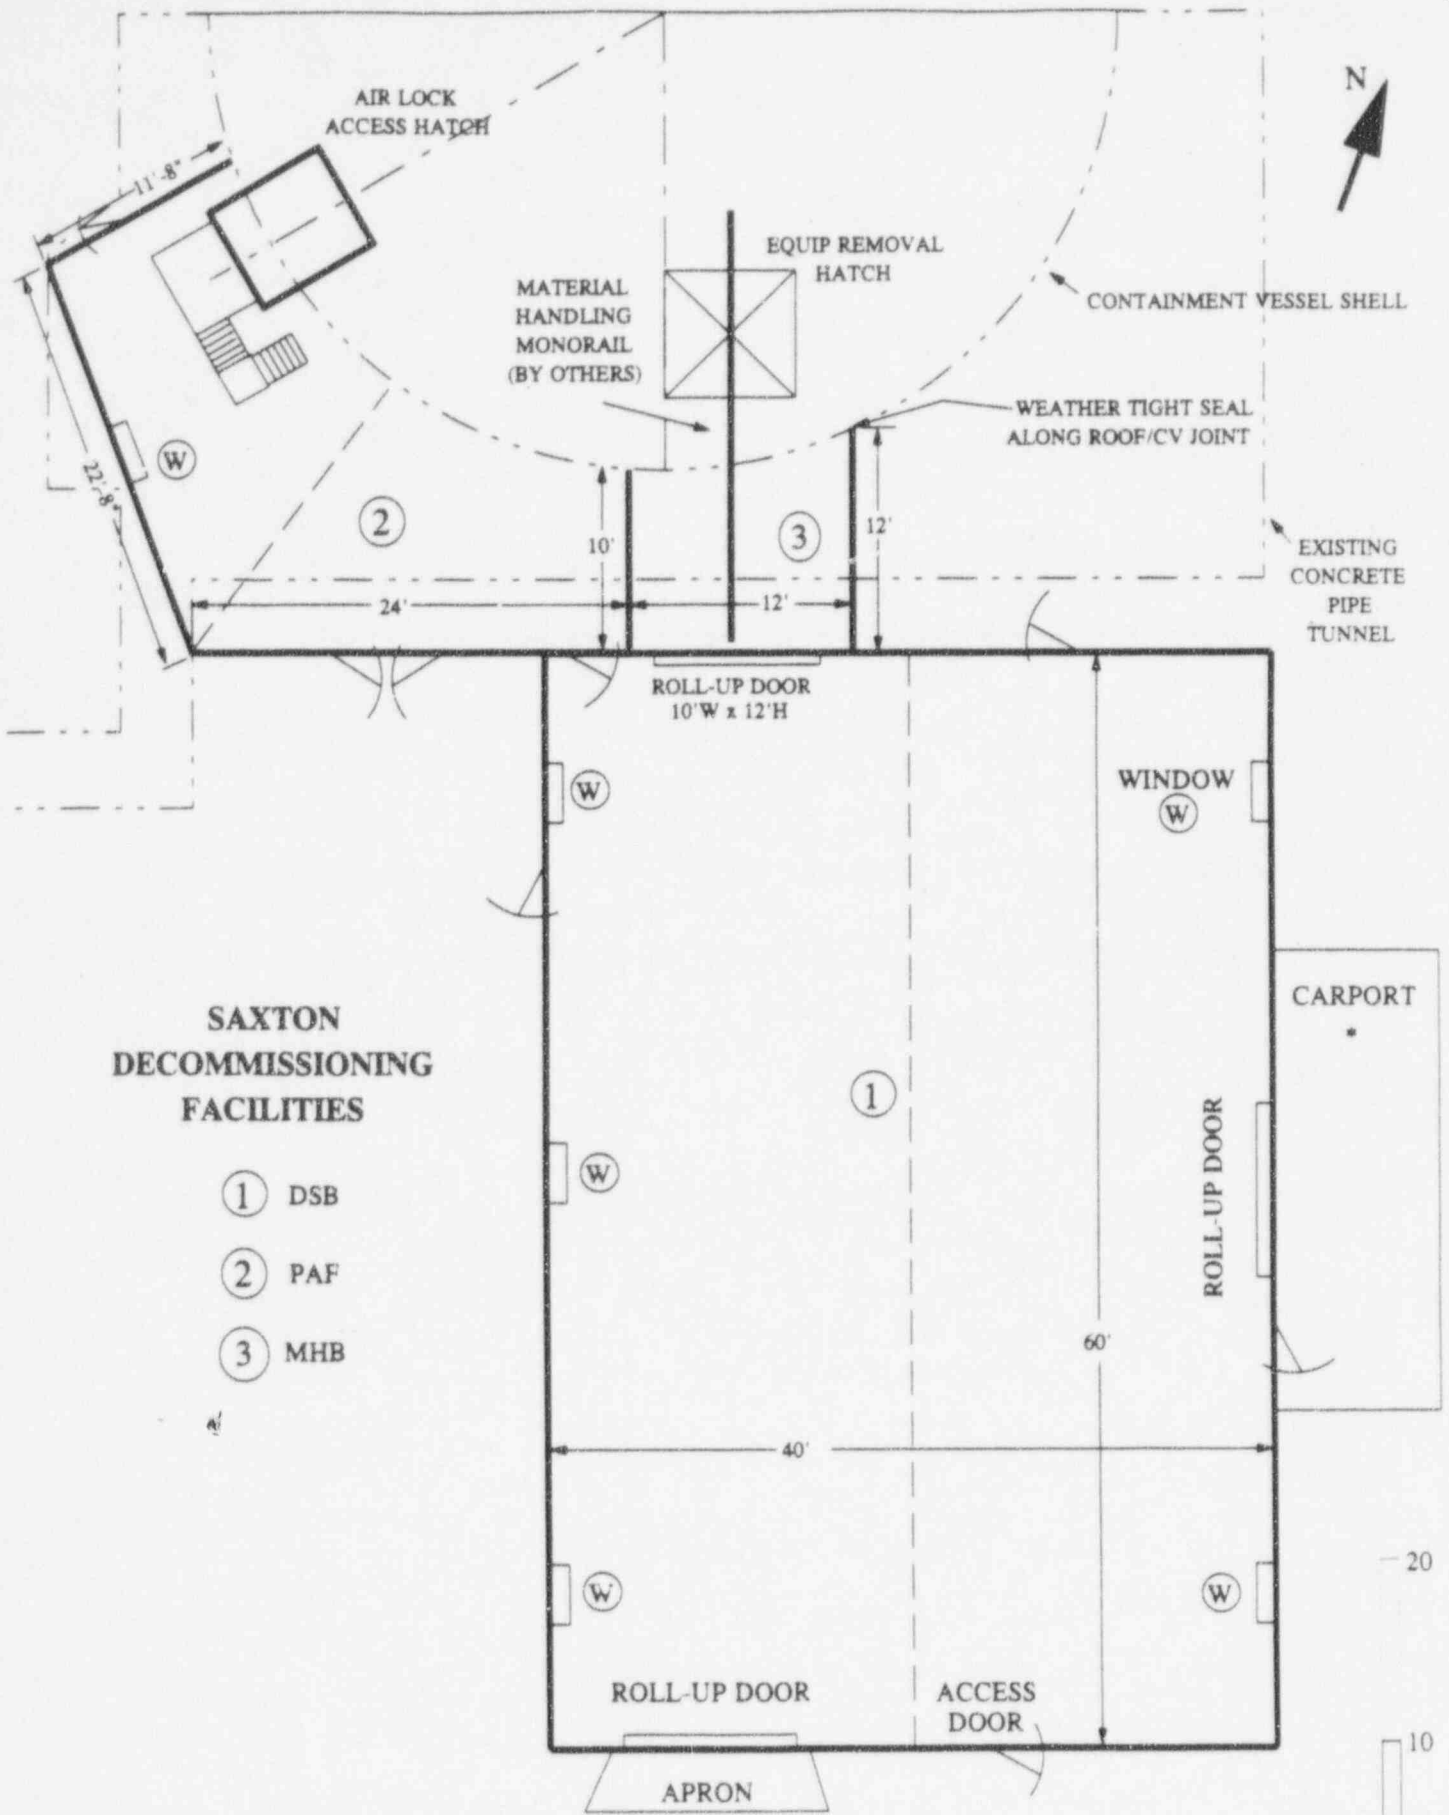 N
AIR LOCK
ACCESS HATCH
11'-8"
EQUIP REMOVAL
HATCH
MATERIAL
HANDLING
MONORAIL
(BY OTHERS)
CONTAINMENT VESSEL SHELL
WEATHER TIGHT SEAL
ALONG ROOF/CV JOINT
W
22'-8"
2
10'
3
12'
EXISTING
CONCRETE
PIPE
TUNNEL
24'
12'
ROLL-UP DOOR
10'W x 12'H
W
WINDOW
W
SAXTON
DECOMMISSIONING
FACILITIES
1 DSB
2 PAF
3 MHB
CARPORT
*
1
ROLL-UP DOOR
W
60'
40'
20
W
W
ROLL-UP DOOR
ACCESS
DOOR
10
APRON